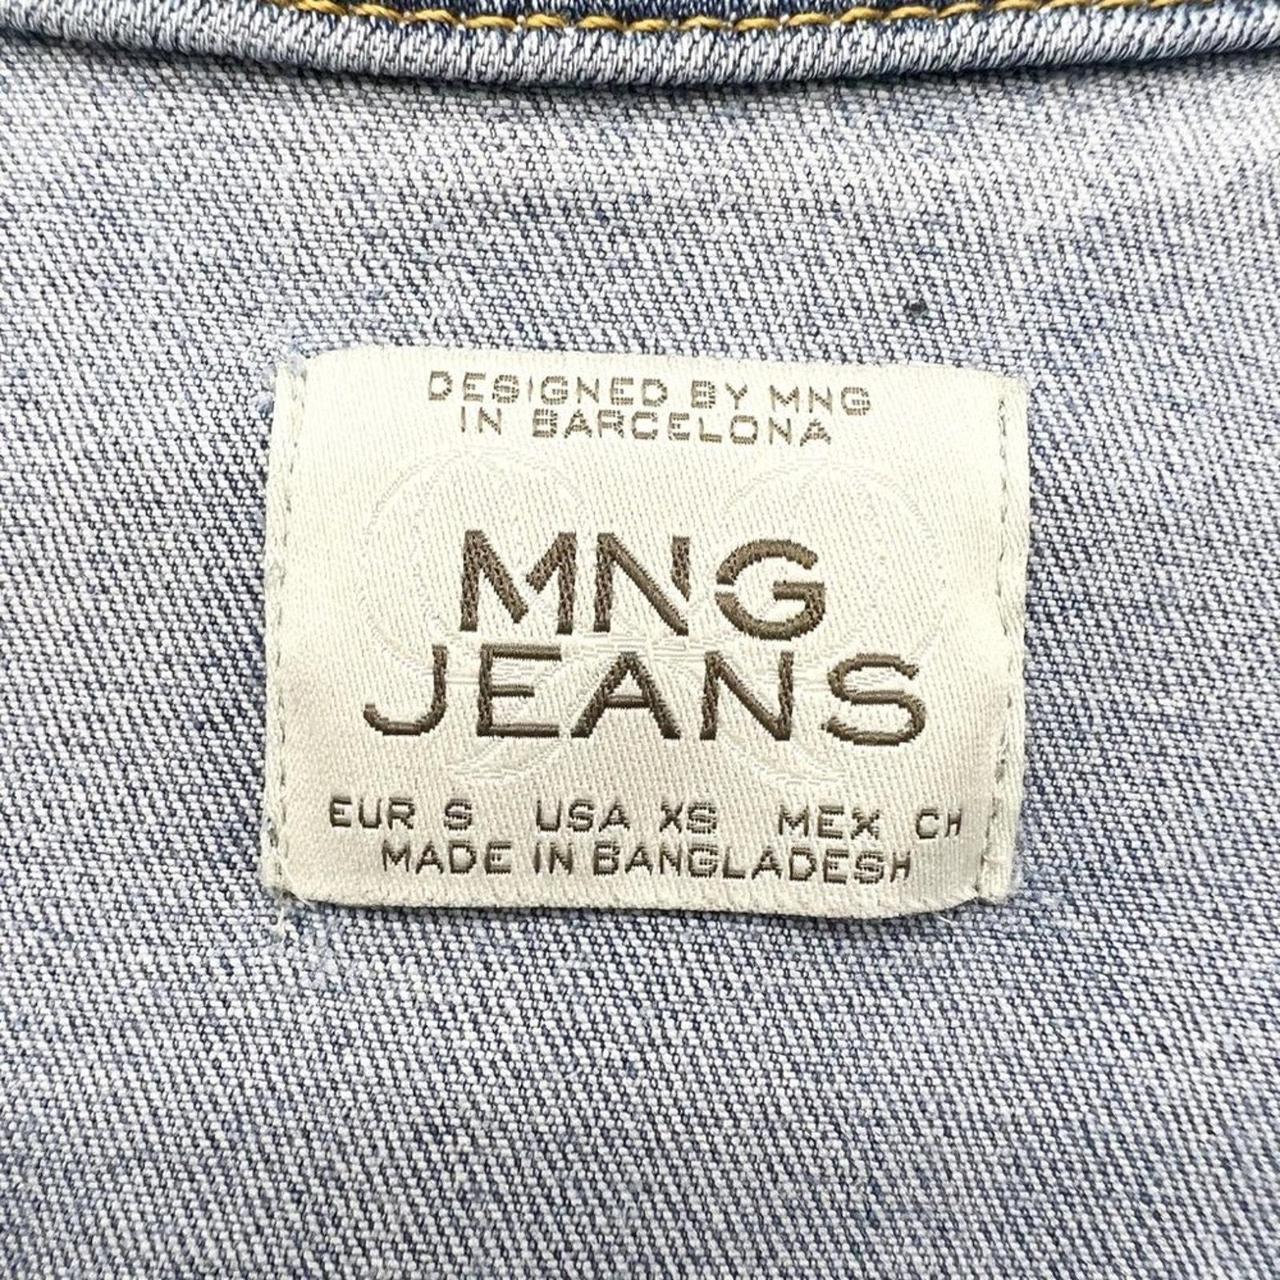 DESIGNED BY MNG
IN BARCELONA
MNG
JEANS
EUR S USA XS MEX CH
MADE IN BANGLADESH